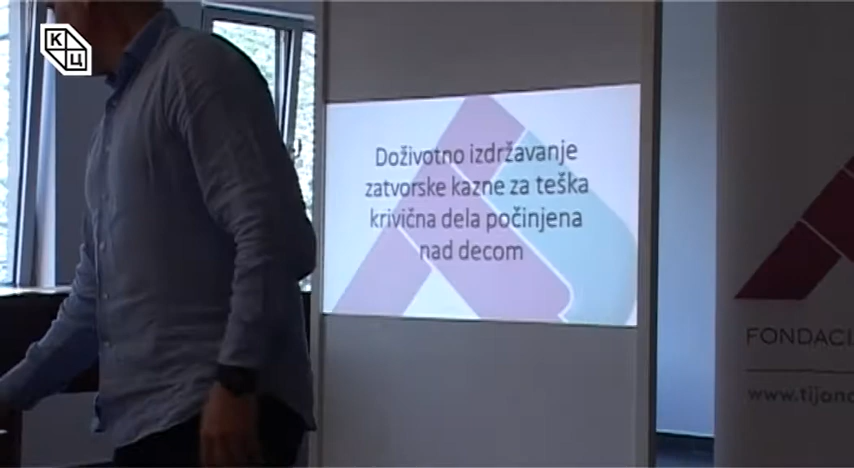 КЦ
Doživotno izdržavanje
zatvorske kazne za teška
krivična dela počinjena
nad decom
FONDACI
www.tijon